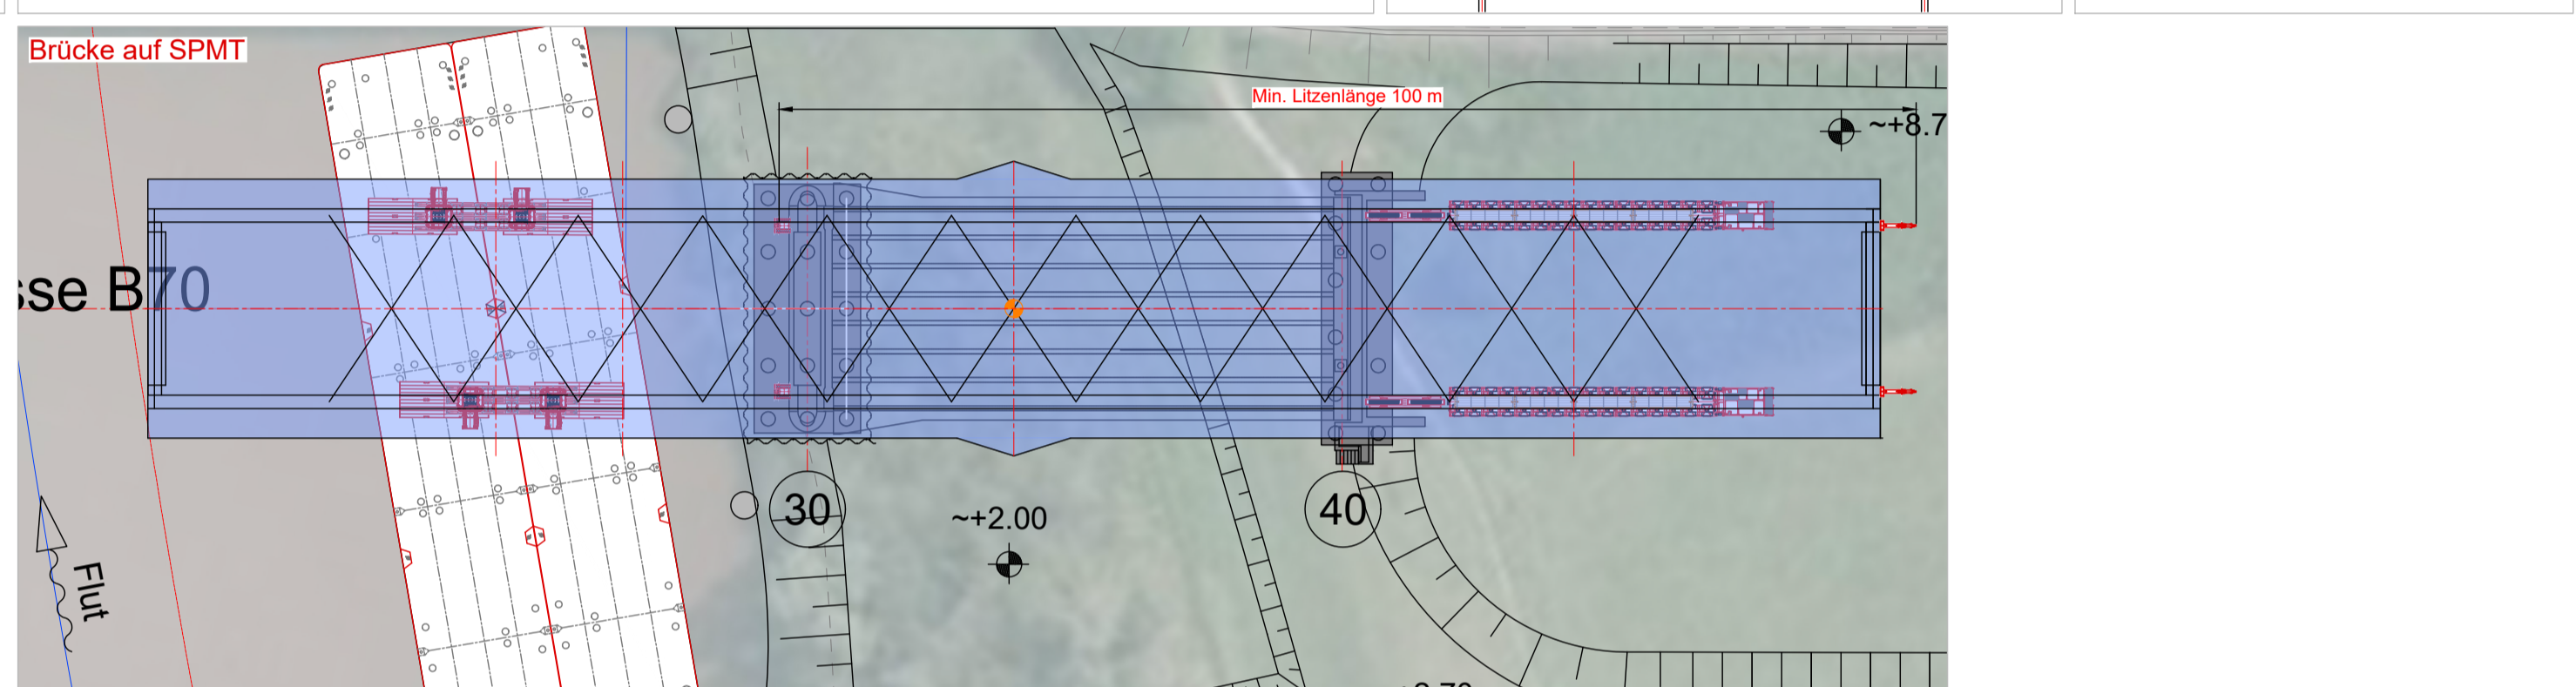 Brücke auf SPMT
Min. Litzenlänge 100 m
~+8.7
sse B70
30
40
~+2.00
Flut